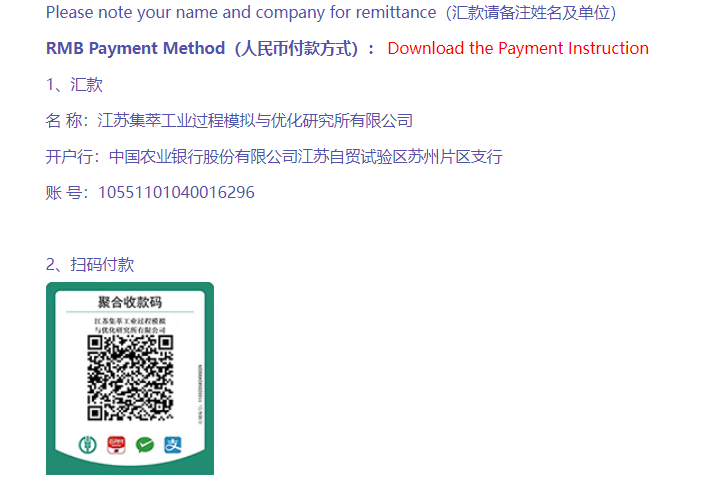 Please note your name and company for remittance（汇款请备注姓名及单位）
RMB Payment Method（人民币付款方式）： Download the Payment Instruction
1、汇款
名 称：江苏集萃工业过程模拟与优化研究所有限公司
开户行：中国农业银行股份有限公司江苏自贸试验区苏州片区支行
账 号：10551101040016296
2、扫码付款
聚合收款码
江苏集萃工业过程模拟
与优化研究所有限公司